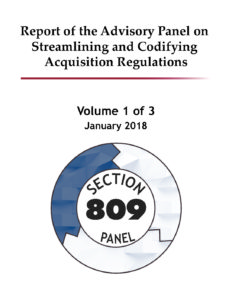 Report of the Advisory Panel on
Streamlining and Codifying
Acquisition Regulations
Volume 1 of 3
January 2018
SECTION
809
PANEL